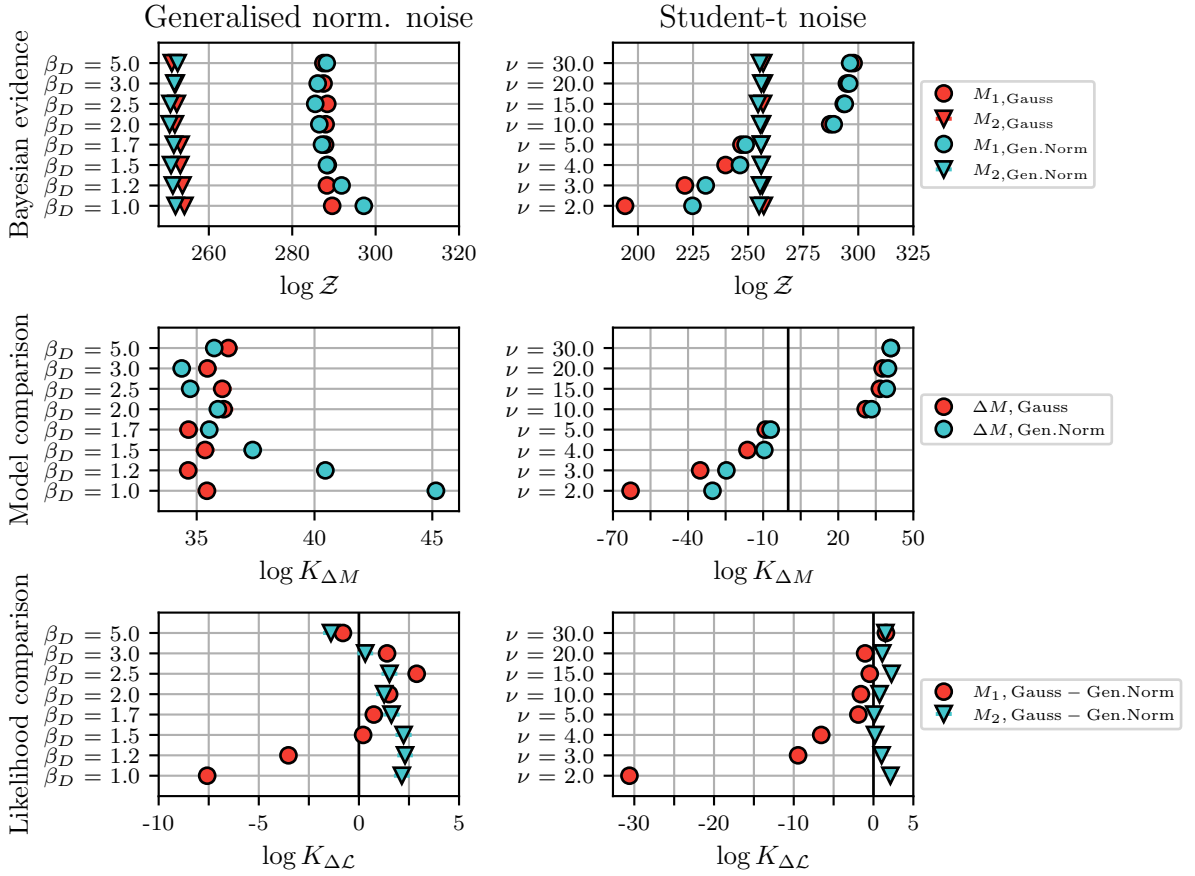 Generalised norm. noise
Student-t noise
Bayesian evidence
β_D = 5.0
β_D = 3.0
β_D = 2.5
β_D = 2.0
β_D = 1.7
β_D = 1.5
β_D = 1.2
β_D = 1.0
260 280 300 320
log 𝒵
ν = 30.0
ν = 20.0
ν = 15.0
ν = 10.0
ν = 5.0
ν = 4.0
ν = 3.0
ν = 2.0
200 225 250 275 300 325
log 𝒵
M_1,Gauss
M_2,Gauss
M_1,Gen.Norm
M_2,Gen.Norm
Model comparison
β_D = 5.0
β_D = 3.0
β_D = 2.5
β_D = 2.0
β_D = 1.7
β_D = 1.5
β_D = 1.2
β_D = 1.0
35 40 45
log K_ΔM
ν = 30.0
ν = 20.0
ν = 15.0
ν = 10.0
ν = 5.0
ν = 4.0
ν = 3.0
ν = 2.0
-70 -40 -10 20 50
log K_ΔM
ΔM, Gauss
ΔM, Gen.Norm
Likelihood comparison
β_D = 5.0
β_D = 3.0
β_D = 2.5
β_D = 2.0
β_D = 1.7
β_D = 1.5
β_D = 1.2
β_D = 1.0
-10 -5 0 5
log K_Δℒ
ν = 30.0
ν = 20.0
ν = 15.0
ν = 10.0
ν = 5.0
ν = 4.0
ν = 3.0
ν = 2.0
-30 -20 -10 0
log K_Δℒ
M_1, Gauss − Gen.Norm
M_2, Gauss − Gen.Norm